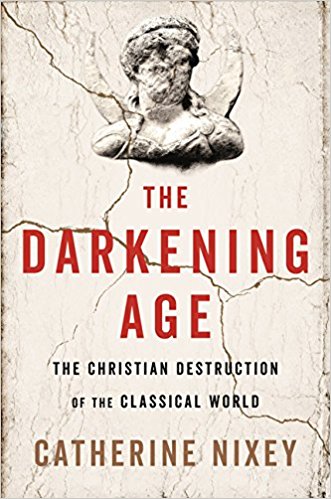 THE
DARKENING
AGE
THE CHRISTIAN DESTRUCTION
OF THE CLASSICAL WORLD
CATHERINE NIXEY